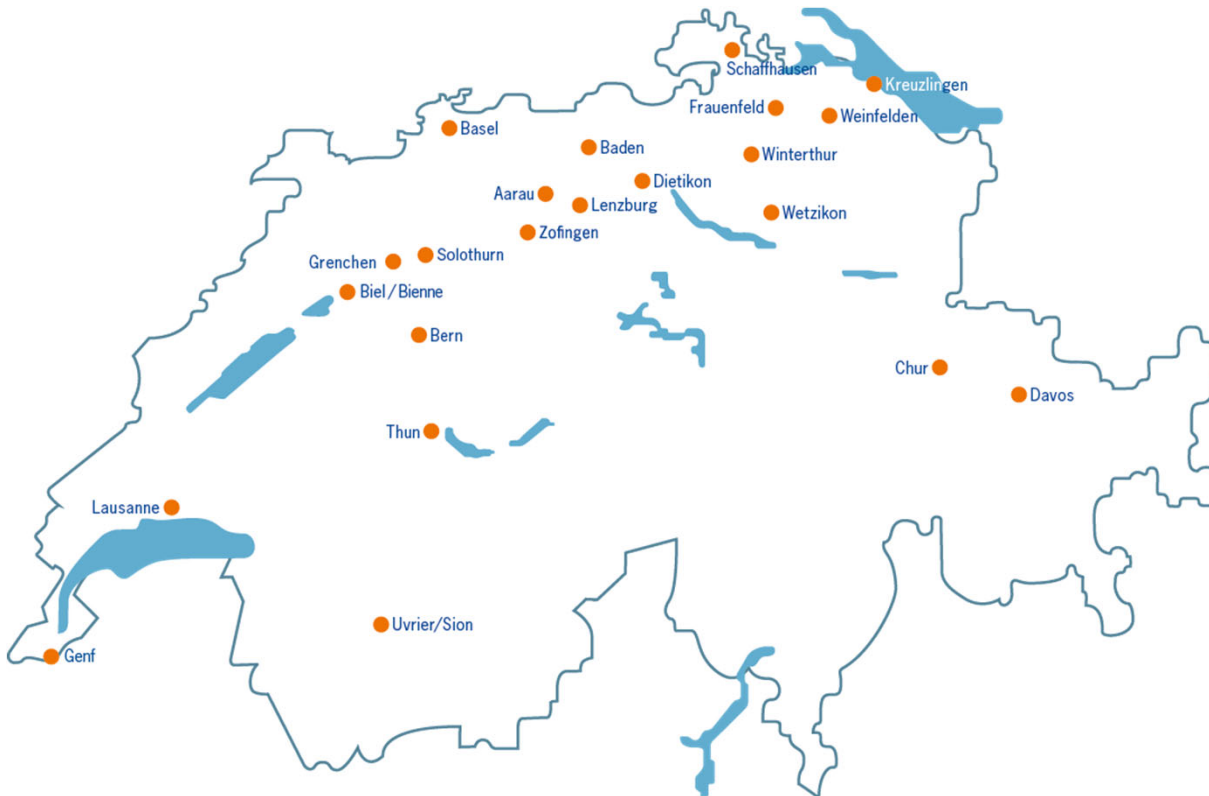 Schaffhausen
Kreuzlingen
Frauenfeld
Weinfelden
Basel
Baden
Winterthur
Dietikon
Aarau
Lenzburg
Wetzikon
Zofingen
Solothurn
Grenchen
Biel/Bienne
Bern
Chur
Davos
Thun
Lausanne
Uvrier/Sion
Genf